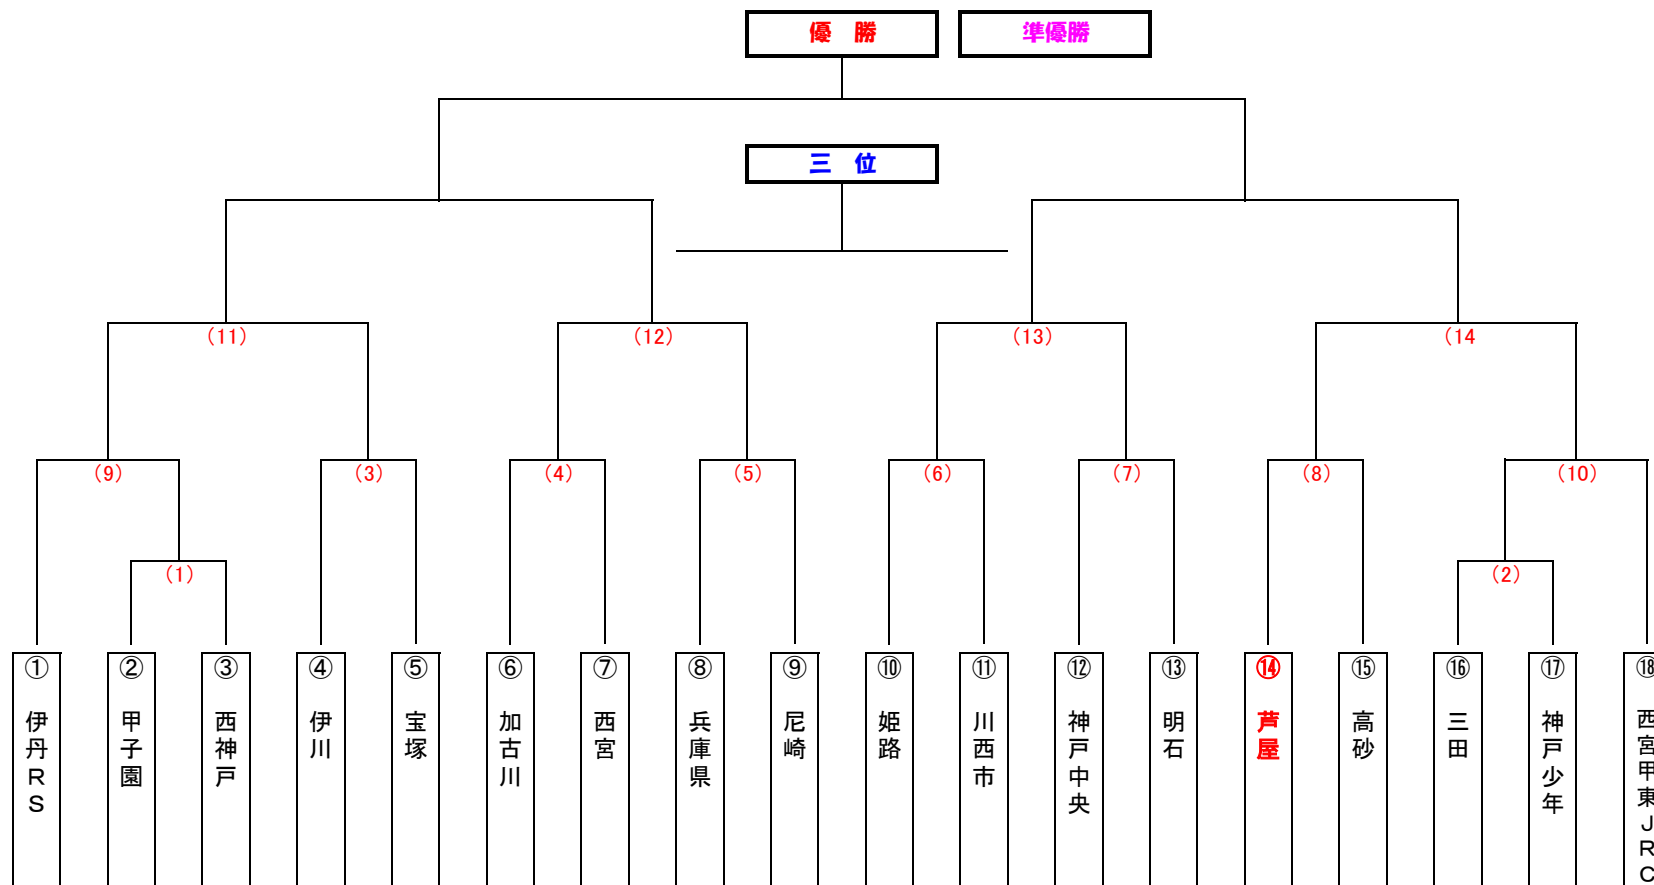 優　勝
準優勝
三　位
（11）
（12）
（13）
（14
（9）
（3）
（4）
（5）
（6）
（7）
（8）
（10）
（1）
（2）
①
伊丹ＲＳ
②
甲子園
③
西神戸
④
伊川
⑤
宝塚
⑥
加古川
⑦
西宮
⑧
兵庫県
⑨
尼崎
⑩
姫路
⑪
川西市
⑫
神戸中央
⑬
明石
⑭
芦屋
⑮
高砂
⑯
三田
⑰
神戸少年
⑱
西宮甲東ＪＲＣ